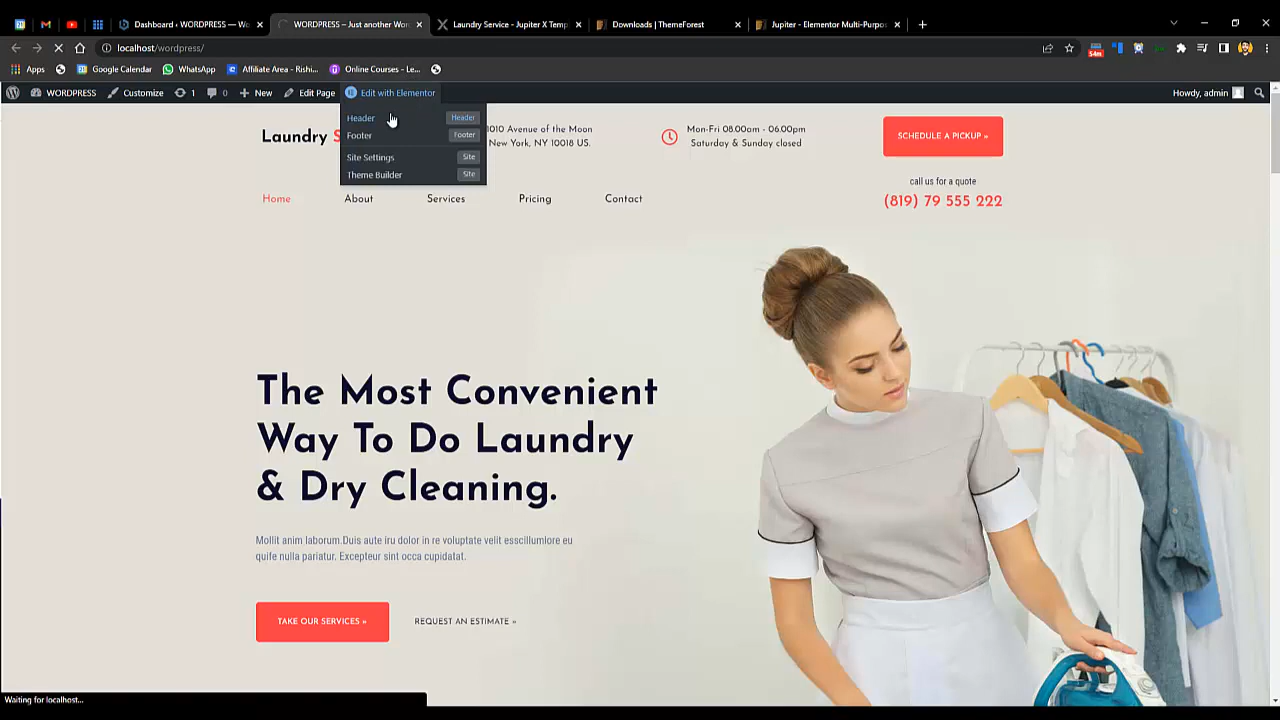 Dashboard ‹ WORDPRESS — Wo
WORDPRESS – Just another Wor
Laundry Service - Jupiter X Temp
Downloads | ThemeForest
Jupiter - Elementor Multi-Purpos
localhost/wordpress/
54m
Apps
Google Calendar
WhatsApp
Affiliate Area - Rishi...
Online Courses - Le...
WORDPRESS
Customize
1
0
New
Edit Page
Edit with Elementor
Howdy, admin
Header Header
Footer Footer
Site Settings Site
Theme Builder Site
Laundry S
1010 Avenue of the Moon
New York, NY 10018 US.
Mon-Fri 08.00am - 06.00pm
Saturday & Sunday closed
SCHEDULE A PICKUP »
call us for a quote
(819) 79 555 222
Home
About
Services
Pricing
Contact
The Most Convenient
Way To Do Laundry
& Dry Cleaning.
Mollit anim laborum.Duis aute iru dolor in re voluptate velit esscillumlore eu
quife nulla pariatur. Excepteur sint occa cupidatat.
TAKE OUR SERVICES »
REQUEST AN ESTIMATE »
Waiting for localhost...